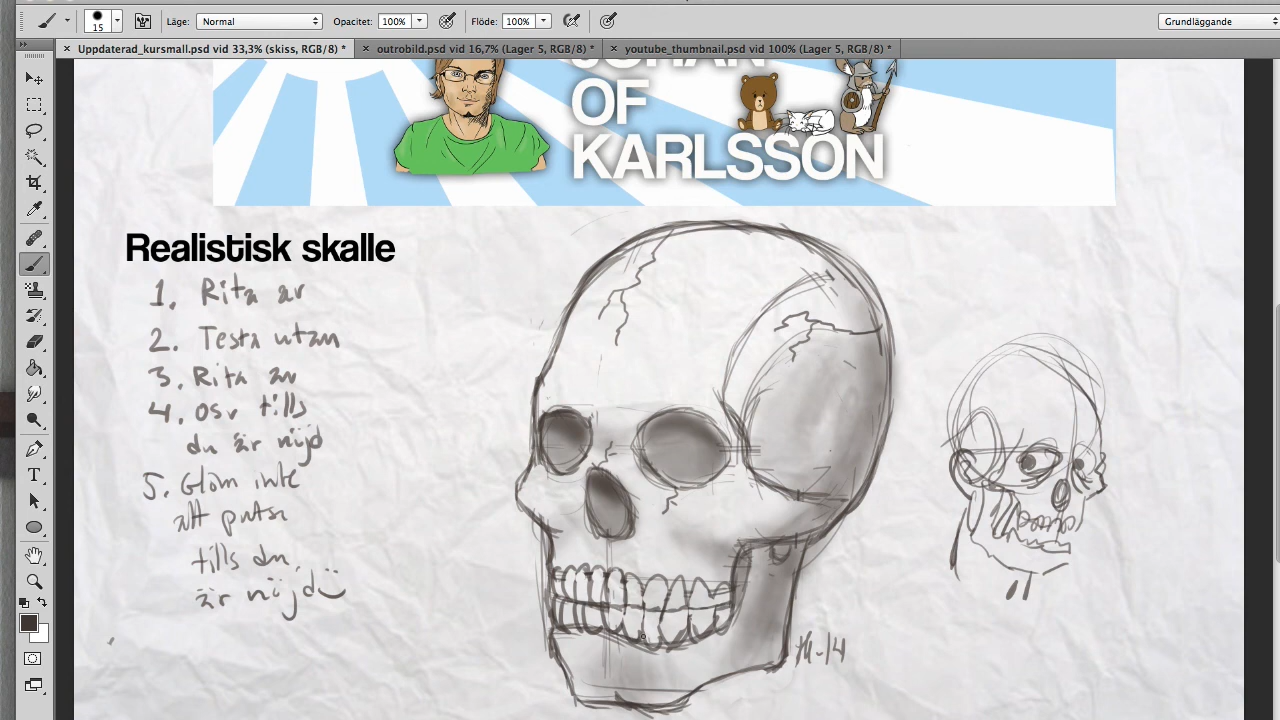 15
Läge:
Normal
Opacitet:
100%
Flöde:
100%
Grundläggande
Uppdaterad_kursmall.psd vid 33,3% (skiss, RGB/8) *
outrobild.psd vid 16,7% (Lager 5, RGB/8) *
youtube_thumbnas.psd vid 100% (Lager 5, RGB/8) *
JOHAN
OF
KARLSSON
Realistisk skalle
1. Rita av
2. Testa utan
3. Rita av
4. osv tills
du är nöjd
5. Glöm inte
att putsa
tills du
är nöjd